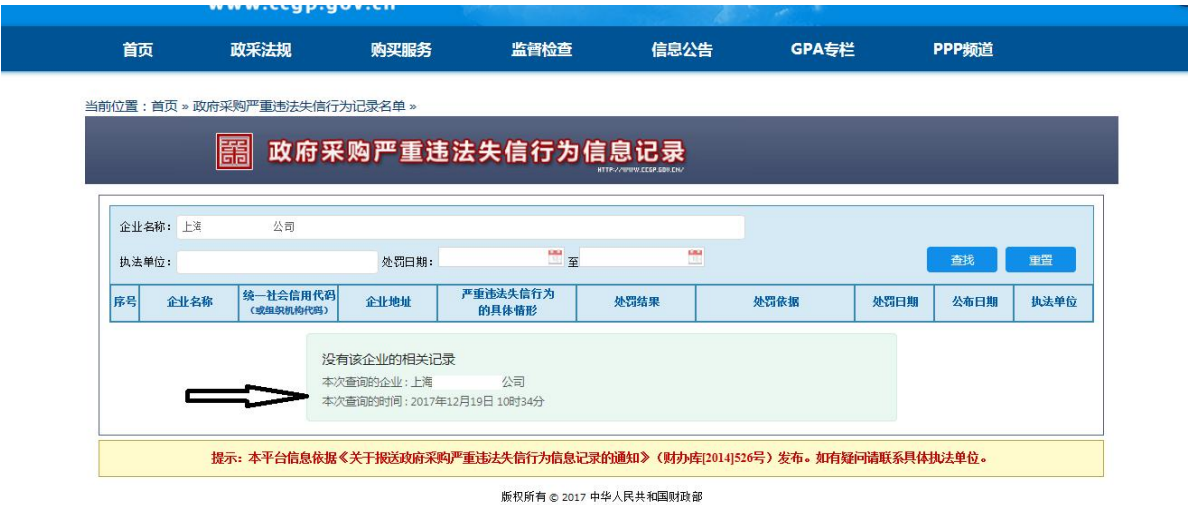 www.ccgp.gov.cn
首页 政采法规 购买服务 监督检查 信息公告 GPA专栏 PPP频道
当前位置：首页 » 政府采购严重违法失信行为记录名单 »
政府采购严重违法失信行为信息记录
HTTP://WWW.CCGP.GOV.CN/
企业名称： 上海 公司
执法单位： 处罚日期： 至 查找 重置
序号 企业名称 统一社会信用代码（或组织机构代码） 企业地址 严重违法失信行为的具体情形 处罚结果 处罚依据 处罚日期 公布日期 执法单位
没有该企业的相关记录
本次查询的企业：上海 公司
本次查询的时间：2017年12月19日 10时34分
提示：本平台信息依据《关于报送政府采购严重违法失信行为信息记录的通知》（财办库[2014]526号）发布。如有疑问请联系具体执法单位。
版权所有 © 2017 中华人民共和国财政部